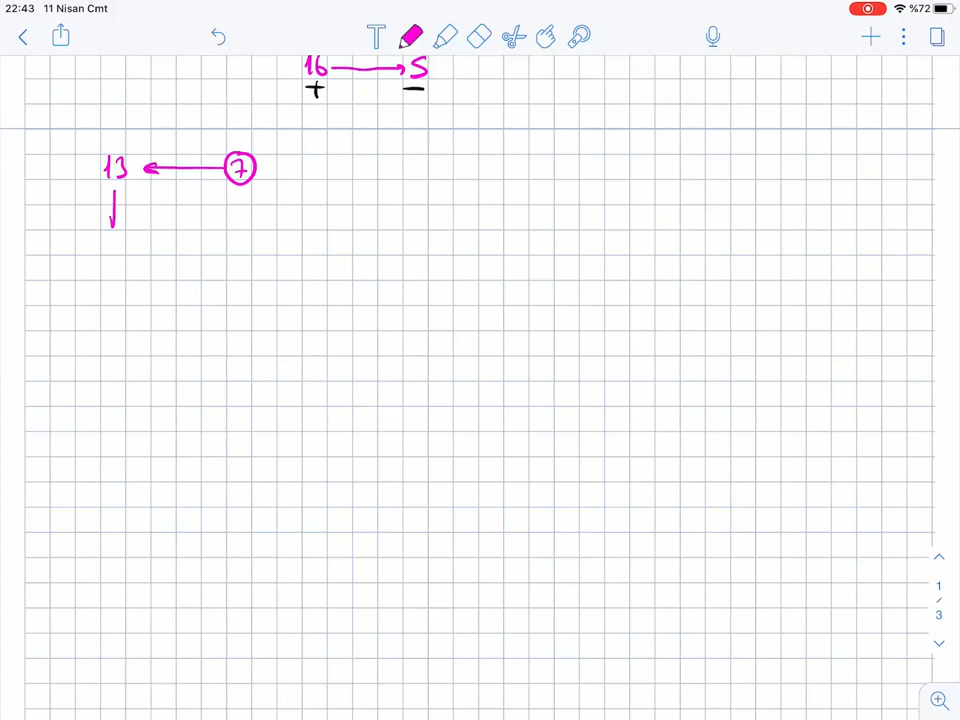 22:43 11 Nisan Cmt %72
T
16 → 5
+ −
13 ← 7
↓
1
/
3